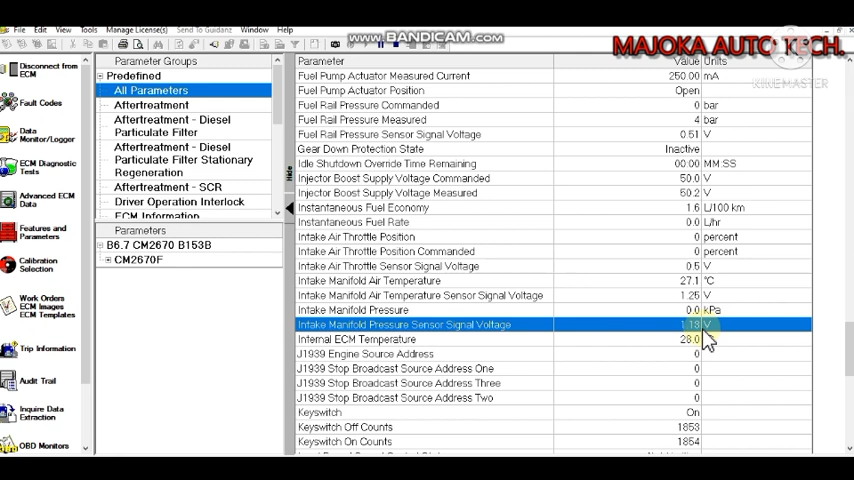 File Edit View Tools Manage License(s) Send To Guidanz Window Help
www.BANDICAM.com
MAJOKA AUTO TECH.
KINEMASTER
Disconnect from
ECM
Fault Codes
Data
Monitor/Logger
ECM Diagnostic
Tests
Advanced ECM
Data
Features and
Parameters
Calibration
Selection
Work Orders
ECM Images
ECM Templates
Trip Information
Audit Trail
Inquire Data
Extraction
OBD Monitors
Parameter Groups
Predefined
All Parameters
Aftertreatment
Aftertreatment - Diesel
Particulate Filter
Aftertreatment - Diesel
Particulate Filter Stationary
Regeneration
Aftertreatment - SCR
Driver Operation Interlock
ECM Information
Parameters
B6.7 CM2670 B153B
CM2670F
Hide
Parameter Value Units
Fuel Pump Actuator Measured Current 250.00 mA
Fuel Pump Actuator Position Open
Fuel Rail Pressure Commanded 0 bar
Fuel Rail Pressure Measured 4 bar
Fuel Rail Pressure Sensor Signal Voltage 0.51 V
Gear Down Protection State Inactive
Idle Shutdown Override Time Remaining 00:00 MM:SS
Injector Boost Supply Voltage Commanded 50.0 V
Injector Boost Supply Voltage Measured 50.2 V
Instantaneous Fuel Economy 1.6 L/100 km
Instantaneous Fuel Rate 0.0 L/hr
Intake Air Throttle Position 0 percent
Intake Air Throttle Position Commanded 0 percent
Intake Air Throttle Sensor Signal Voltage 0.5 V
Intake Manifold Air Temperature 27.1 °C
Intake Manifold Air Temperature Sensor Signal Voltage 1.25 V
Intake Manifold Pressure 0.0 kPa
Intake Manifold Pressure Sensor Signal Voltage 1.13 V
Internal ECM Temperature 28.0
J1939 Engine Source Address 0
J1939 Stop Broadcast Source Address One 0
J1939 Stop Broadcast Source Address Three 0
J1939 Stop Broadcast Source Address Two 0
Keyswitch On
Keyswitch Off Counts 1853
Keyswitch On Counts 1854